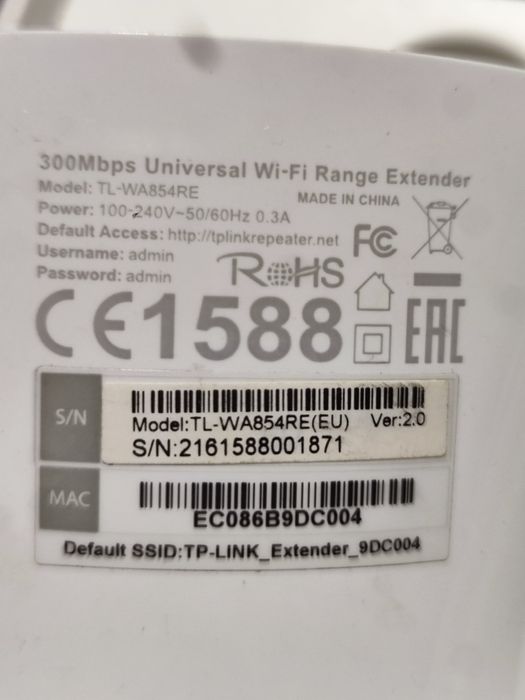 300Mbps Universal Wi-Fi Range Extender
Model: TL-WA854RE
MADE IN CHINA
Power: 100-240V~50/60Hz 0.3A
Default Access: http://tplinkrepeater.net
FC
Username: admin
Password: admin
RoHS
CE1588
EAC
S/N
Model:TL-WA854RE(EU) Ver:2.0
S/N:2161588001871
MAC
EC086B9DC004
Default SSID:TP-LINK_Extender_9DC004